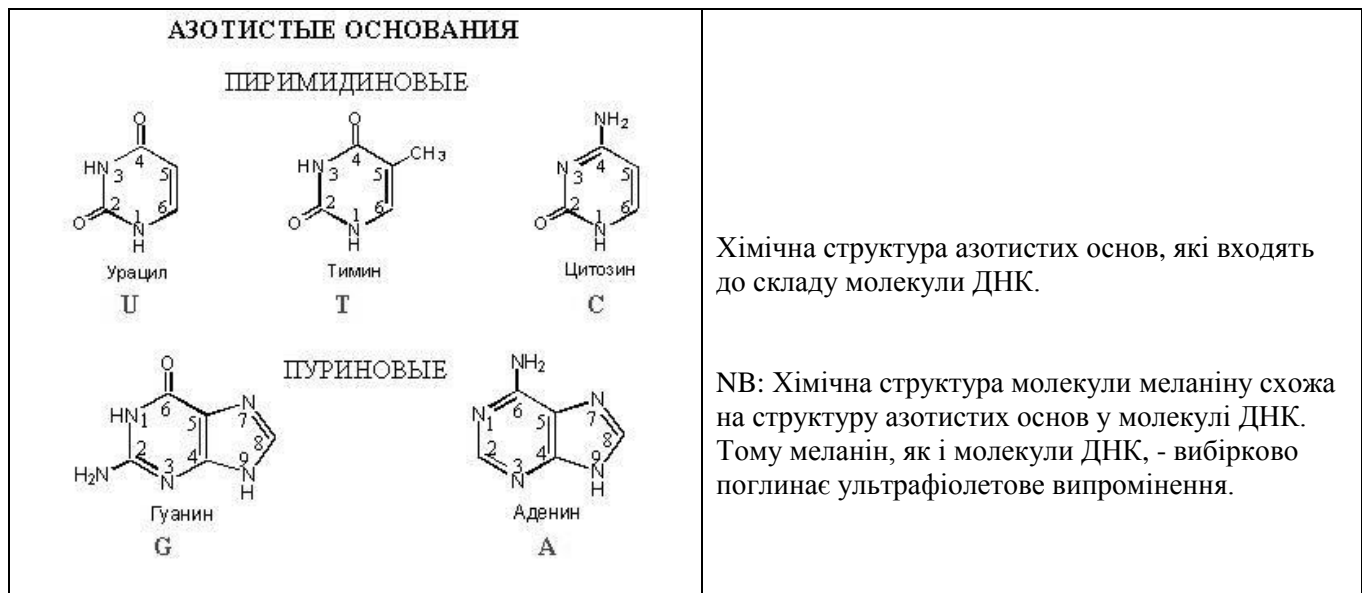 АЗОТИСТЫЕ ОСНОВАНИЯ
ПИРИМИДИНОВЫЕ
O
4
HN
3
5
2
1
6
O
N
H
Урацил
U
O
4
CH3
HN
3
5
2
1
6
O
N
H
Тимин
T
NH2
4
N
3
5
2
1
6
O
N
H
Цитозин
C
ПУРИНОВЫЕ
O
6
HN
1
5
N
7
8
2
3
4
9
H2N
N
N
H
Гуанин
G
NH2
6
N
1
5
N
7
8
2
3
4
9
N
N
H
Аденин
A
Хімічна структура азотистих основ, які входять
до складу молекули ДНК.
NB: Хімічна структура молекули меланіну схожа
на структуру азотистих основ у молекулі ДНК.
Тому меланін, як і молекули ДНК, - вибірково
поглинає ультрафіолетове випромінення.